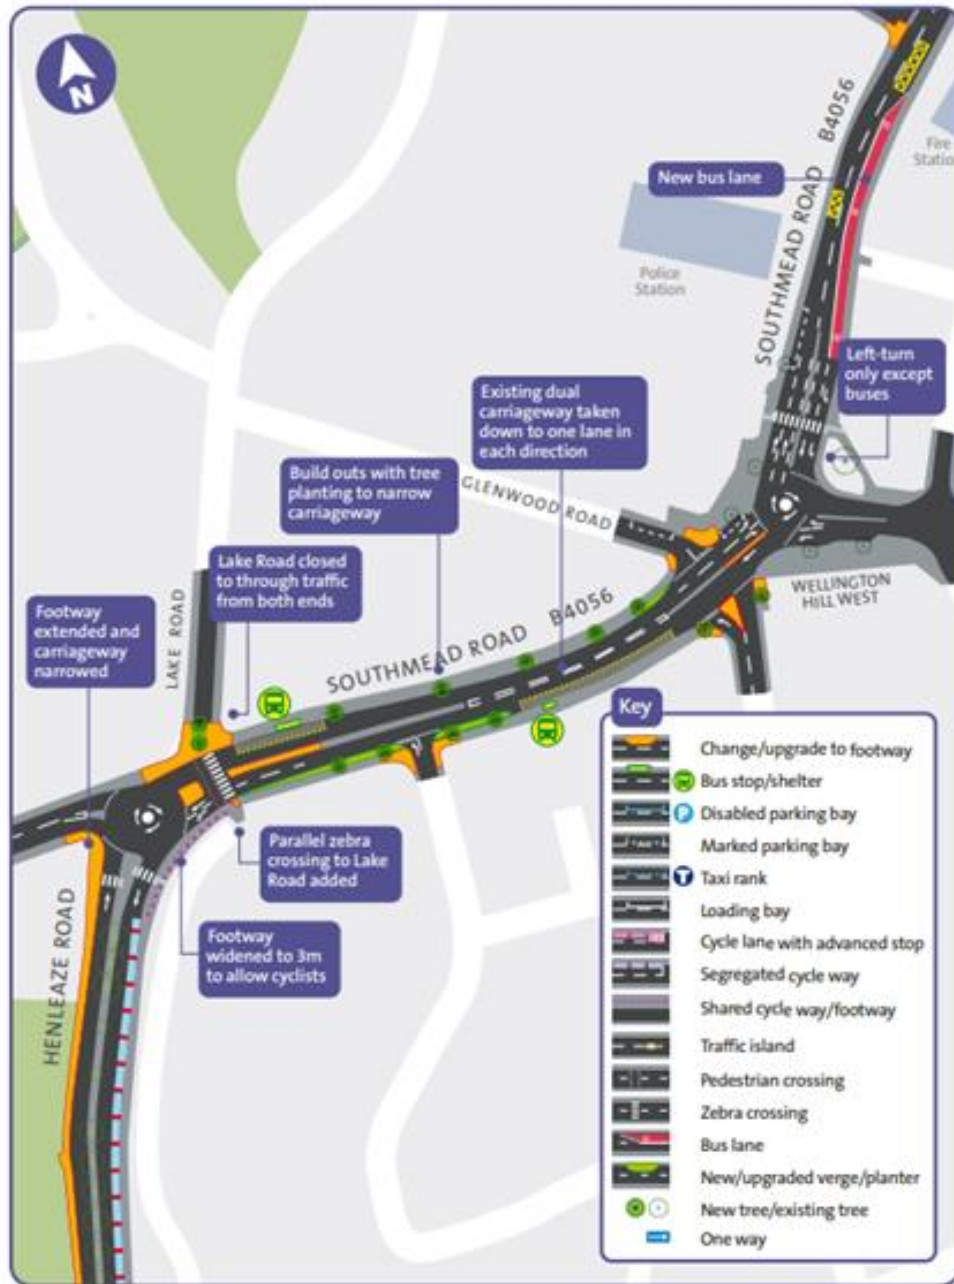 N
SOUTHMEAD ROAD B4056
Fire
Statio
New bus lane
Police
Station
Left-turn
only except
buses
Existing dual
carriageway taken
down to one lane in
each direction
Build outs with tree
planting to narrow
carriageway
GLENWOOD ROAD
Lake Road closed
to through traffic
from both ends
WELLINGTON
HILL WEST
Footway
extended and
carriageway
narrowed
LAKE ROAD
SOUTHMEAD ROAD B4056
Parallel zebra
crossing to Lake
Road added
Footway
widened to 3m
to allow cyclists
HENLEAZE ROAD
Key
Change/upgrade to footway
Bus stop/shelter
P Disabled parking bay
Marked parking bay
T Taxi rank
Loading bay
Cycle lane with advanced stop
Segregated cycle way
Shared cycle way/footway
Traffic island
Pedestrian crossing
Zebra crossing
Bus lane
New/upgraded verge/planter
New tree/existing tree
One way